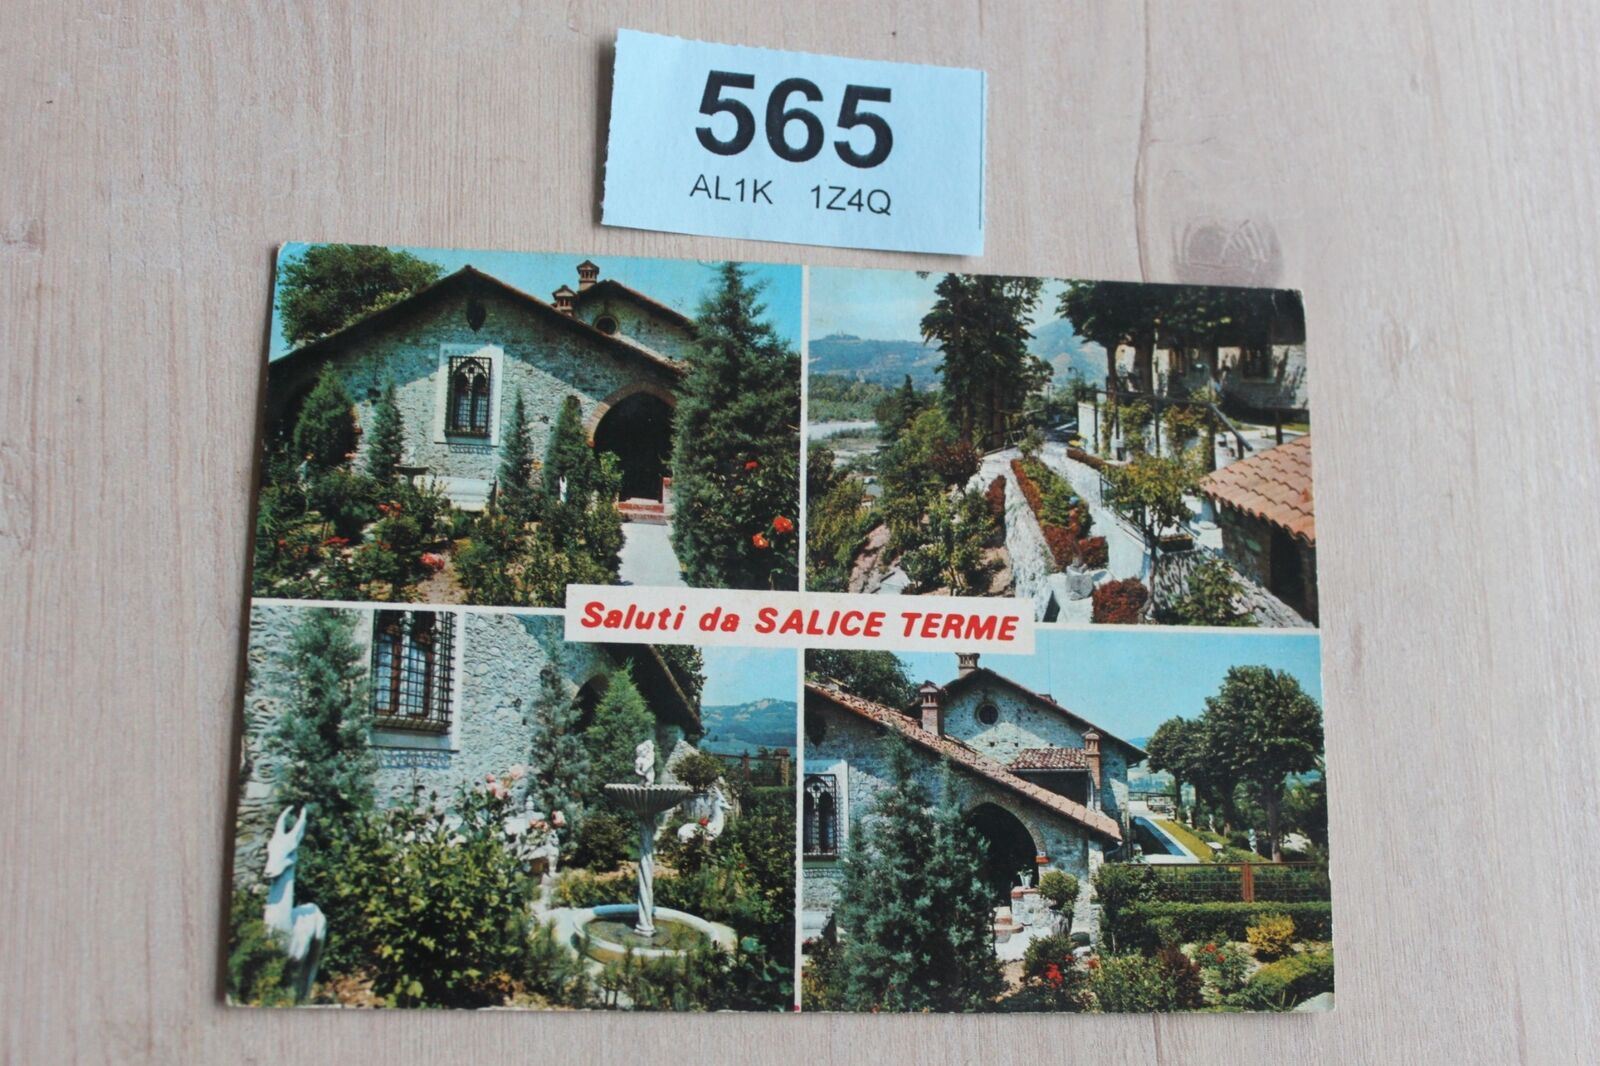 565
AL1K 1Z4Q
Saluti da SALICE TERME